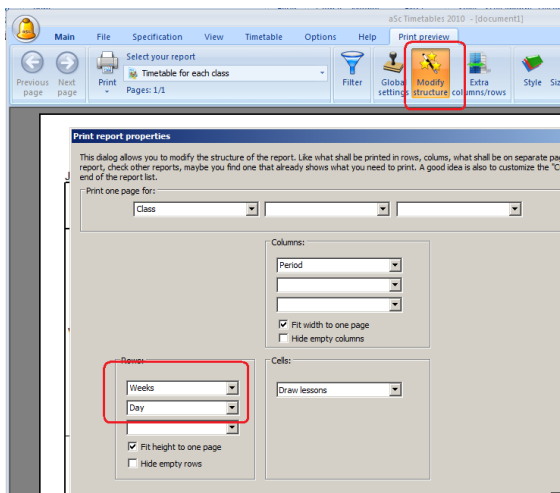 aSc Timetables 2010 - [document1]
Main File Specification View Timetable Options Help Print preview
Previous page
Next page
Print
Select your report
Timetable for each class
Pages: 1/1
Filter
Global settings
Modify structure
Extra columns/rows
Style
Siz
Print report properties
This dialog allows you to modify the structure of the report. Like what shall be printed in rows, colums, what shall be on separate pa
report, check other reports, maybe you find one that already shows what you need to print. A good idea is also to customize the "C
end of the report list.
Print one page for:
Class
Columns:
Period
Fit width to one page
Hide empty columns
Rows:
Weeks
Day
Fit height to one page
Hide empty rows
Cells:
Draw lessons